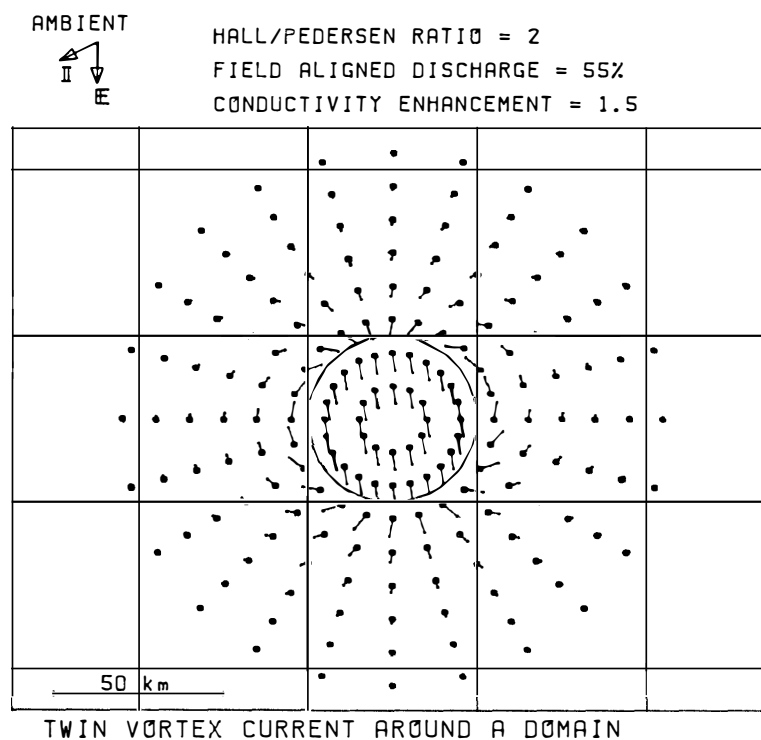 AMBIENT
HALL/PEDERSEN RATIO = 2
I
FIELD ALIGNED DISCHARGE = 55%
E
CONDUCTIVITY ENHANCEMENT = 1.5
50 km
TWIN VORTEX CURRENT AROUND A DOMAIN